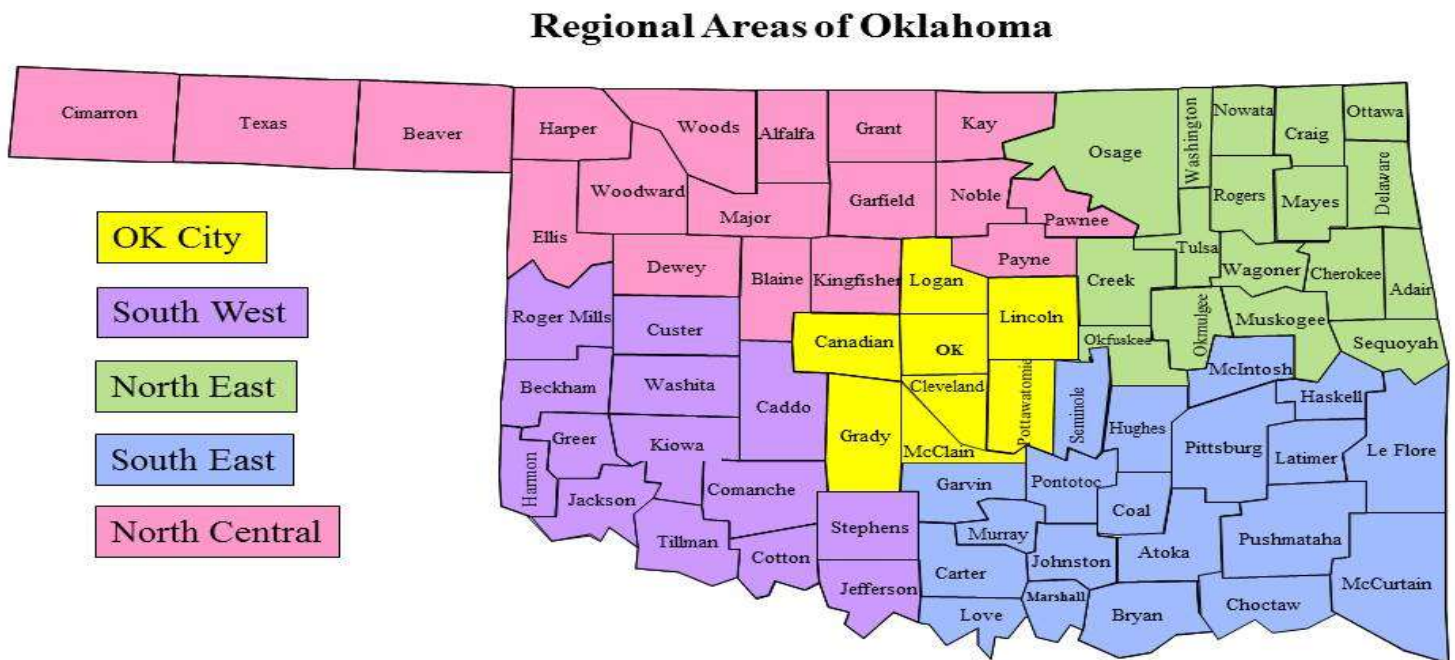 Regional Areas of Oklahoma
Cimarron
Texas
Beaver
Harper
Woods
Alfalfa
Grant
Kay
Osage
Washington
Nowata
Craig
Ottawa
Woodward
Major
Garfield
Noble
Pawnee
Rogers
Mayes
Delaware
Ellis
Dewey
Blaine
Kingfisher
Logan
Payne
Creek
Tulsa
Wagoner
Cherokee
Adair
Roger Mills
Custer
Canadian
OK
Lincoln
Okfuskee
Okmulgee
Muskogee
Sequoyah
Beckham
Washita
Caddo
Grady
Cleveland
McClain
Pottawatomie
Seminole
Hughes
McIntosh
Haskell
Pittsburg
Latimer
Le Flore
Harmon
Greer
Kiowa
Jackson
Comanche
Tillman
Cotton
Stephens
Jefferson
Garvin
Pontotoc
Coal
Murray
Johnston
Atoka
Pushmataha
McCurtain
Carter
Love
Marshall
Bryan
Choctaw
OK City
South West
North East
South East
North Central